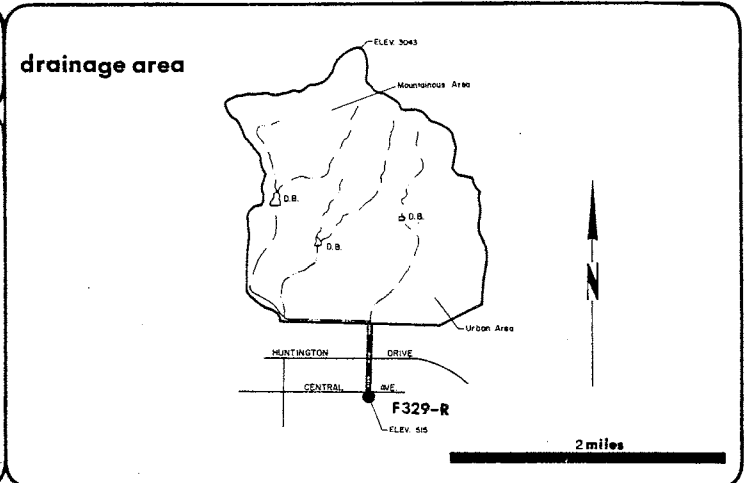 ELEV. 3043
drainage area
Mountainous Area
D.B.
D.B.
D.B.
N
Urban Area
HUNTINGTON DRIVE
CENTRAL AVE.
F329-R
ELEV. 515
2 miles